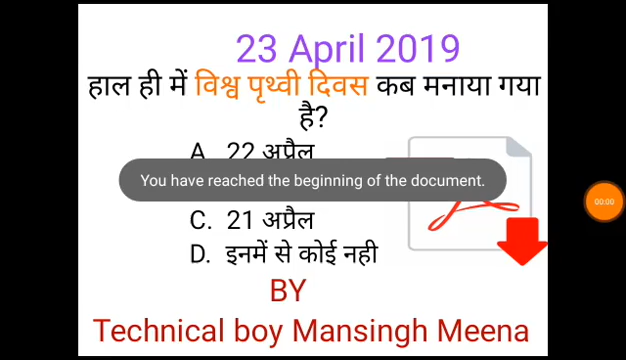 23 April 2019
हाल ही में विश्व पृथ्वी दिवस कब मनाया गया
है?
A. 22 अप्रैल
You have reached the beginning of the document.
00:00
C. 21 अप्रैल
D. इनमें से कोई नही
BY
Technical boy Mansingh Meena